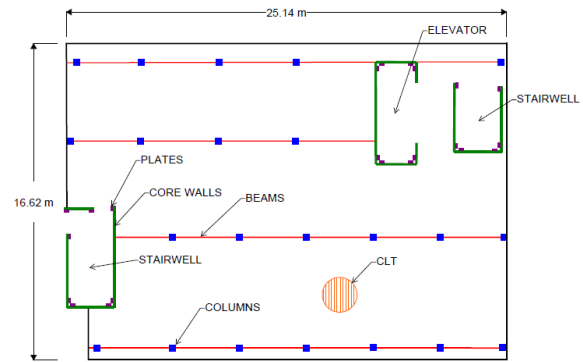 25.14 m
ELEVATOR
STAIRWELL
PLATES
16.62 m
CORE WALLS
BEAMS
STAIRWELL
CLT
COLUMNS